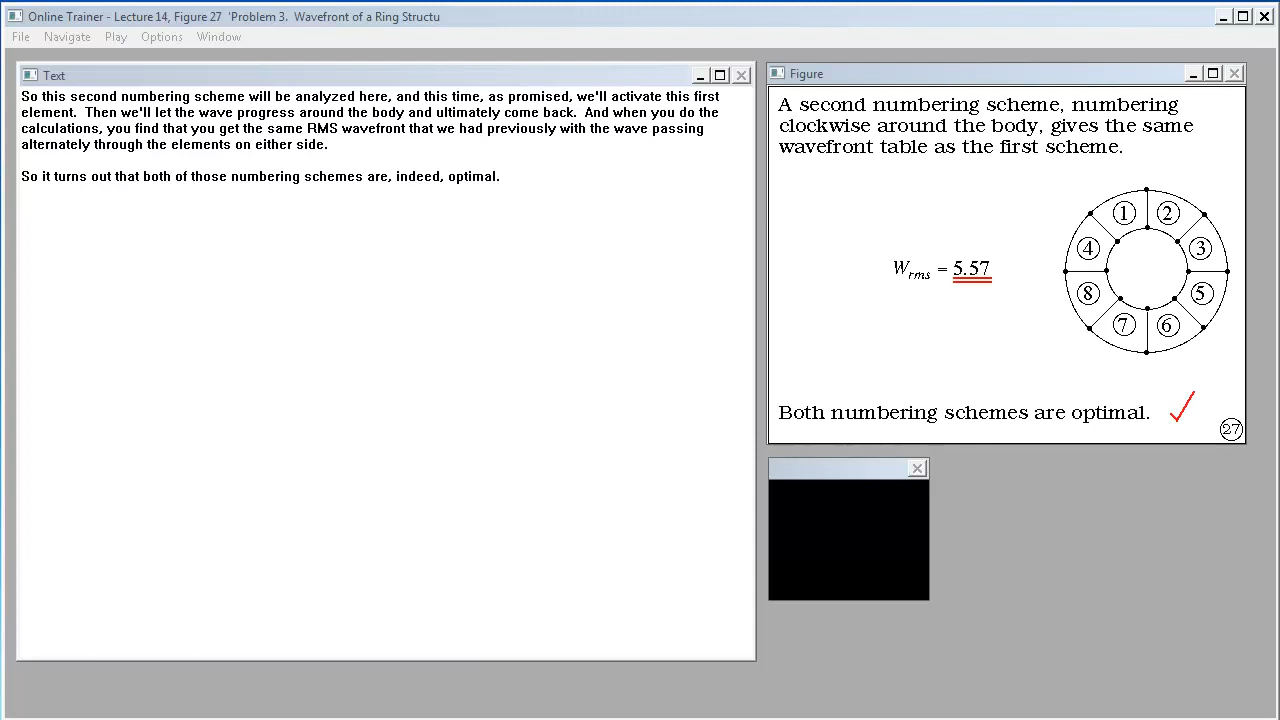 Online Trainer - Lecture 14, Figure 27 'Problem 3. Wavefront of a Ring Structu
File Navigate Play Options Window
Text
So this second numbering scheme will be analyzed here, and this time, as promised, we'll activate this first
element. Then we'll let the wave progress around the body and ultimately come back. And when you do the
calculations, you find that you get the same RMS wavefront that we had previously with the wave passing
alternately through the elements on either side.
So it turns out that both of those numbering schemes are, indeed, optimal.
Figure
A second numbering scheme, numbering
clockwise around the body, gives the same
wavefront table as the first scheme.
1 2
4 3
Wrms = 5.57
8 5
7 6
Both numbering schemes are optimal.
27